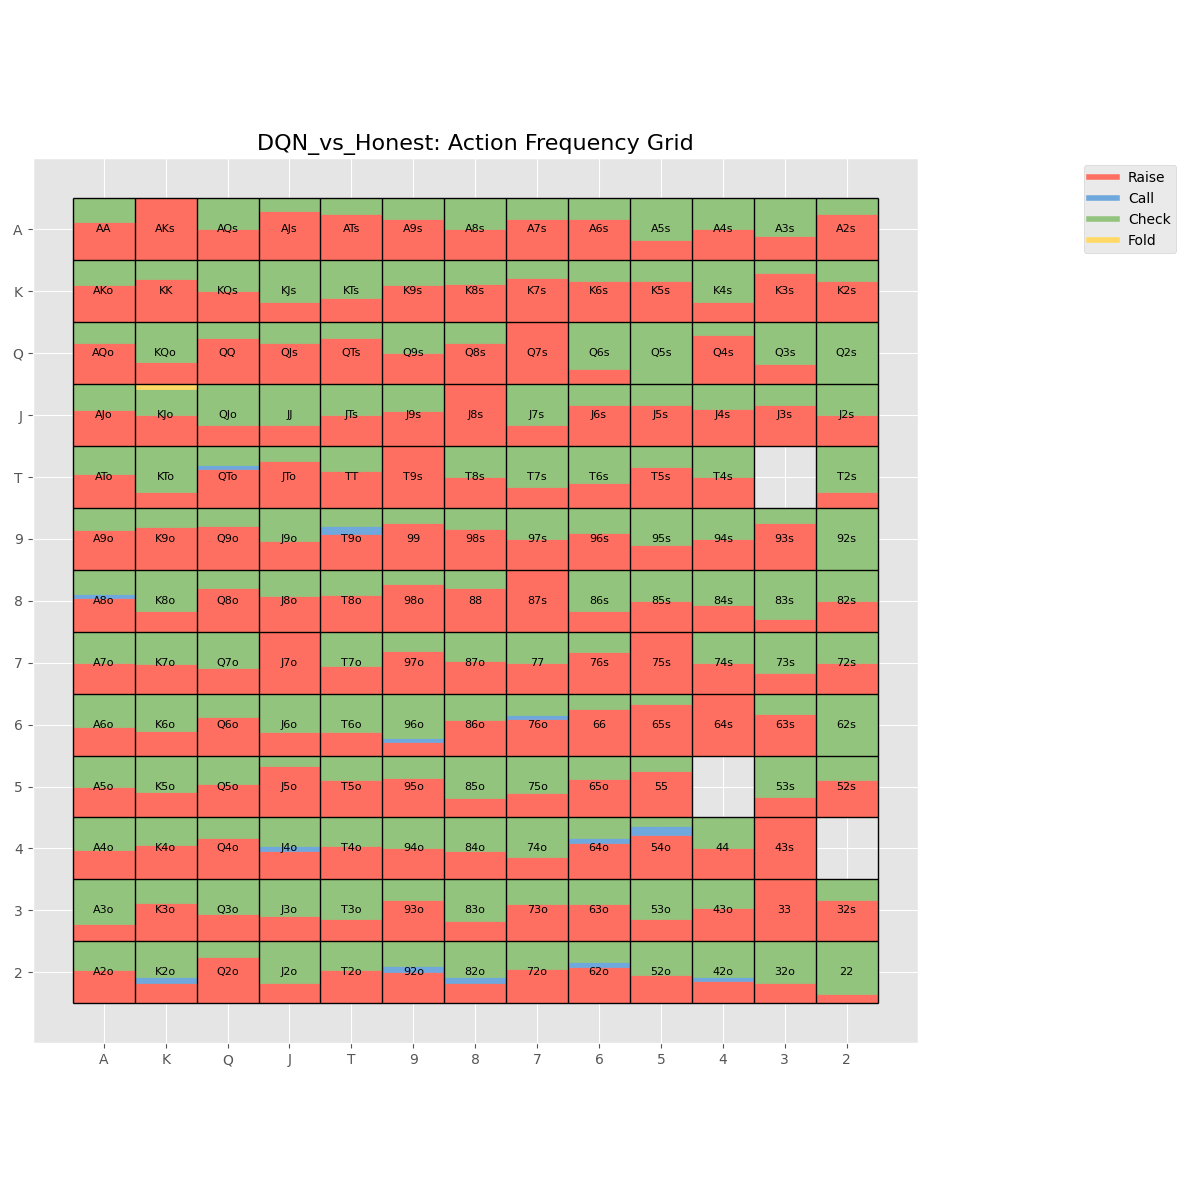 DQN_vs_Honest: Action Frequency Grid
Raise
Call
Check
Fold
A AA AKs AQs AJs ATs A9s A8s A7s A6s A5s A4s A3s A2s
K AKo KK KQs KJs KTs K9s K8s K7s K6s K5s K4s K3s K2s
Q AQo KQo QQ QJs QTs Q9s Q8s Q7s Q6s Q5s Q4s Q3s Q2s
J AJo KJo QJo JJ JTs J9s J8s J7s J6s J5s J4s J3s J2s
T ATo KTo QTo JTo TT T9s T8s T7s T6s T5s T4s T2s
9 A9o K9o Q9o J9o T9o 99 98s 97s 96s 95s 94s 93s 92s
8 A8o K8o Q8o J8o T8o 98o 88 87s 86s 85s 84s 83s 82s
7 A7o K7o Q7o J7o T7o 97o 87o 77 76s 75s 74s 73s 72s
6 A6o K6o Q6o J6o T6o 96o 86o 76o 66 65s 64s 63s 62s
5 A5o K5o Q5o J5o T5o 95o 85o 75o 65o 55 53s 52s
4 A4o K4o Q4o J4o T4o 94o 84o 74o 64o 54o 44 43s
3 A3o K3o Q3o J3o T3o 93o 83o 73o 63o 53o 43o 33 32s
2 A2o K2o Q2o J2o T2o 92o 82o 72o 62o 52o 42o 32o 22
A K Q J T 9 8 7 6 5 4 3 2